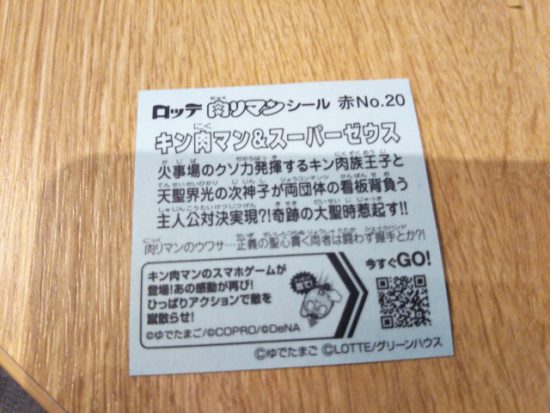 ロッテ 肉リマンシール 赤No.20
キン肉マン&スーパーゼウス
火事場のクソ力発揮するキン肉族王子と
天聖界光の次神子が両団体の看板背負う
主人公対決実現?!奇跡の大聖時惹起す!!
肉リマンのウワサ…正義の聖心貴く両者は闘わず握手とか?!
キン肉マンのスマホゲームが
登場!あの感動が再び!
ひっぱりアクションで敵を
蹴散らせ!
©ゆでたまご/©COPRO/©DeNA
今すぐGO!
©ゆでたまご ©LOTTE/グリーンハウス